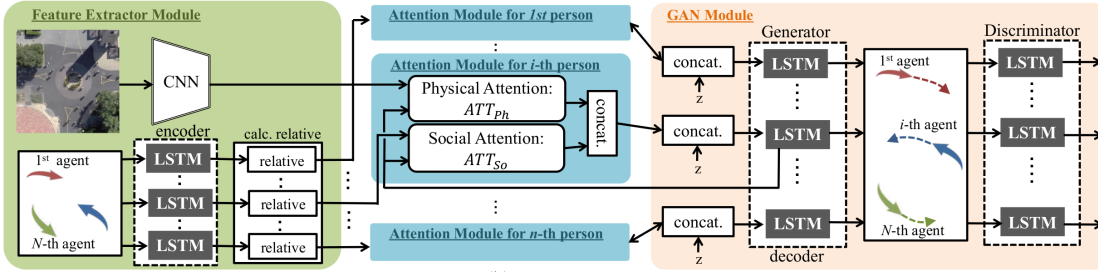 Feature Extractor Module
CNN
encoder
calc. relative
1st agent
N-th agent
LSTM
LSTM
LSTM
relative
relative
relative
Attention Module for 1st person
Attention Module for i-th person
Physical Attention:
ATT_Ph
Social Attention:
ATT_So
concat.
Attention Module for n-th person
GAN Module
Generator
Discriminator
concat.
z
concat.
z
concat.
z
LSTM
LSTM
LSTM
decoder
1st agent
i-th agent
N-th agent
LSTM
LSTM
LSTM